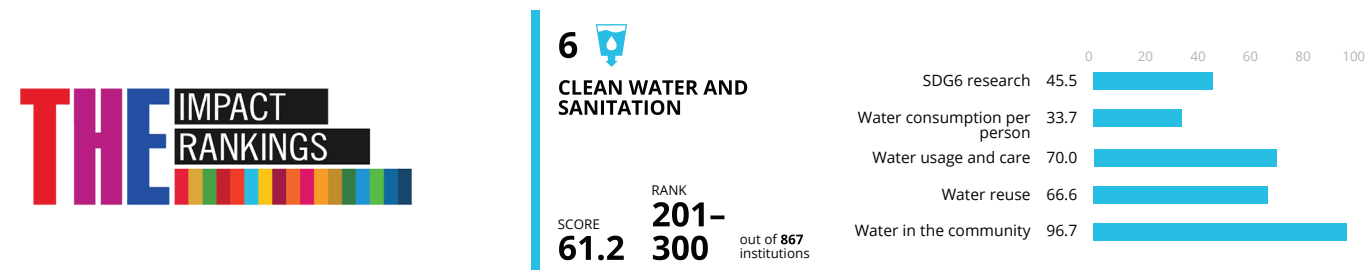 THE IMPACT
RANKINGS
6
CLEAN WATER AND
SANITATION
SCORE
61.2
RANK
201–
300
out of 867
institutions
0 20 40 60 80 100
SDG6 research 45.5
Water consumption per
person 33.7
Water usage and care 70.0
Water reuse 66.6
Water in the community 96.7